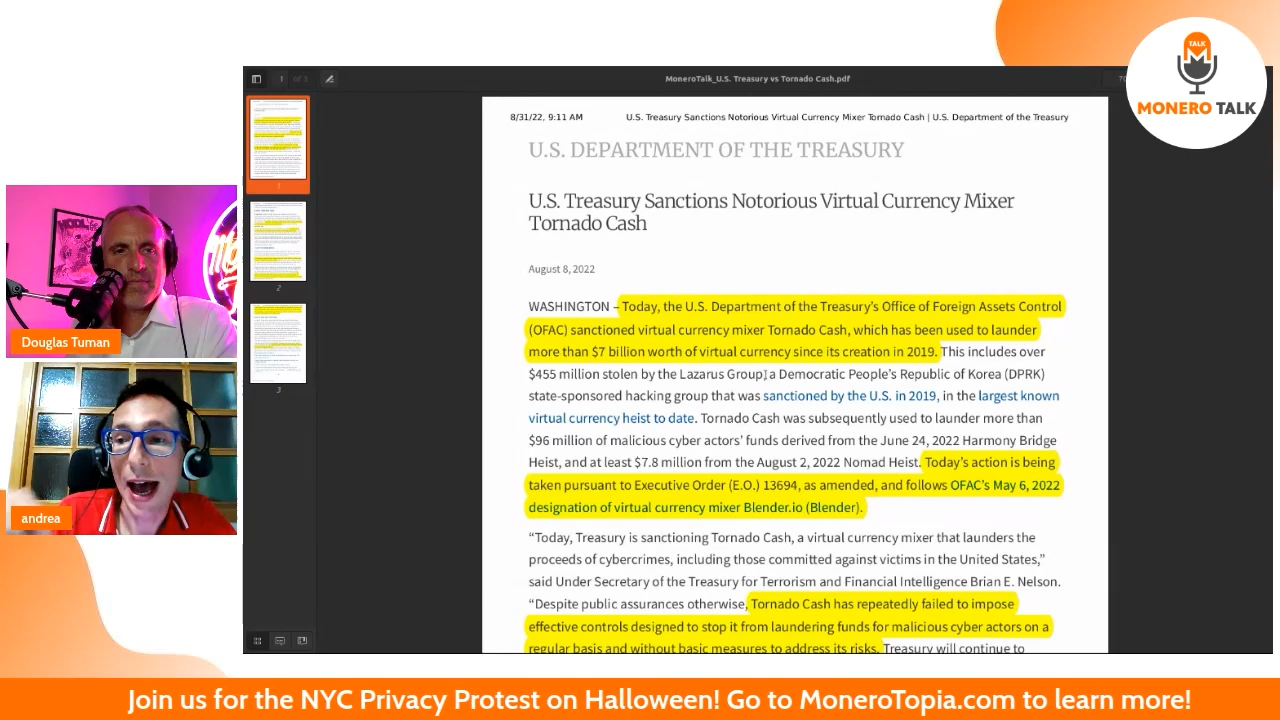 MoneroTalk_U.S. Treasury vs Tornado Cash.pdf
1 of 3
TALK
MONERO TALK
1
2
3
8/31/22, 9:11 AM U.S. Treasury Sanctions Notorious Virtual Currency Mixer Tornado Cash | U.S. Department of the Treasury
U.S. DEPARTMENT OF THE TREASURY
U.S. Treasury Sanctions Notorious Virtual Currency Mixer
Tornado Cash
August 8, 2022
WASHINGTON – Today, the U.S. Department of the Treasury’s Office of Foreign Assets Control
(OFAC) sanctioned virtual currency mixer Tornado Cash, which has been used to launder
more than $7 billion worth of virtual currency since its creation in 2019. This includes over
$455 million stolen by the Lazarus Group, a Democratic People’s Republic of Korea (DPRK)
state-sponsored hacking group that was sanctioned by the U.S. in 2019, in the largest known
virtual currency heist to date. Tornado Cash was subsequently used to launder more than
$96 million of malicious cyber actors’ funds derived from the June 24, 2022 Harmony Bridge
Heist, and at least $7.8 million from the August 2, 2022 Nomad Heist. Today’s action is being
taken pursuant to Executive Order (E.O.) 13694, as amended, and follows OFAC’s May 6, 2022
designation of virtual currency mixer Blender.io (Blender).
“Today, Treasury is sanctioning Tornado Cash, a virtual currency mixer that launders the
proceeds of cybercrimes, including those committed against victims in the United States,”
said Under Secretary of the Treasury for Terrorism and Financial Intelligence Brian E. Nelson.
“Despite public assurances otherwise, Tornado Cash has repeatedly failed to impose
effective controls designed to stop it from laundering funds for malicious cyber actors on a
regular basis and without basic measures to address its risks. Treasury will continue to
Douglas Tuman
andrea
Join us for the NYC Privacy Protest on Halloween! Go to MoneroTopia.com to learn more!